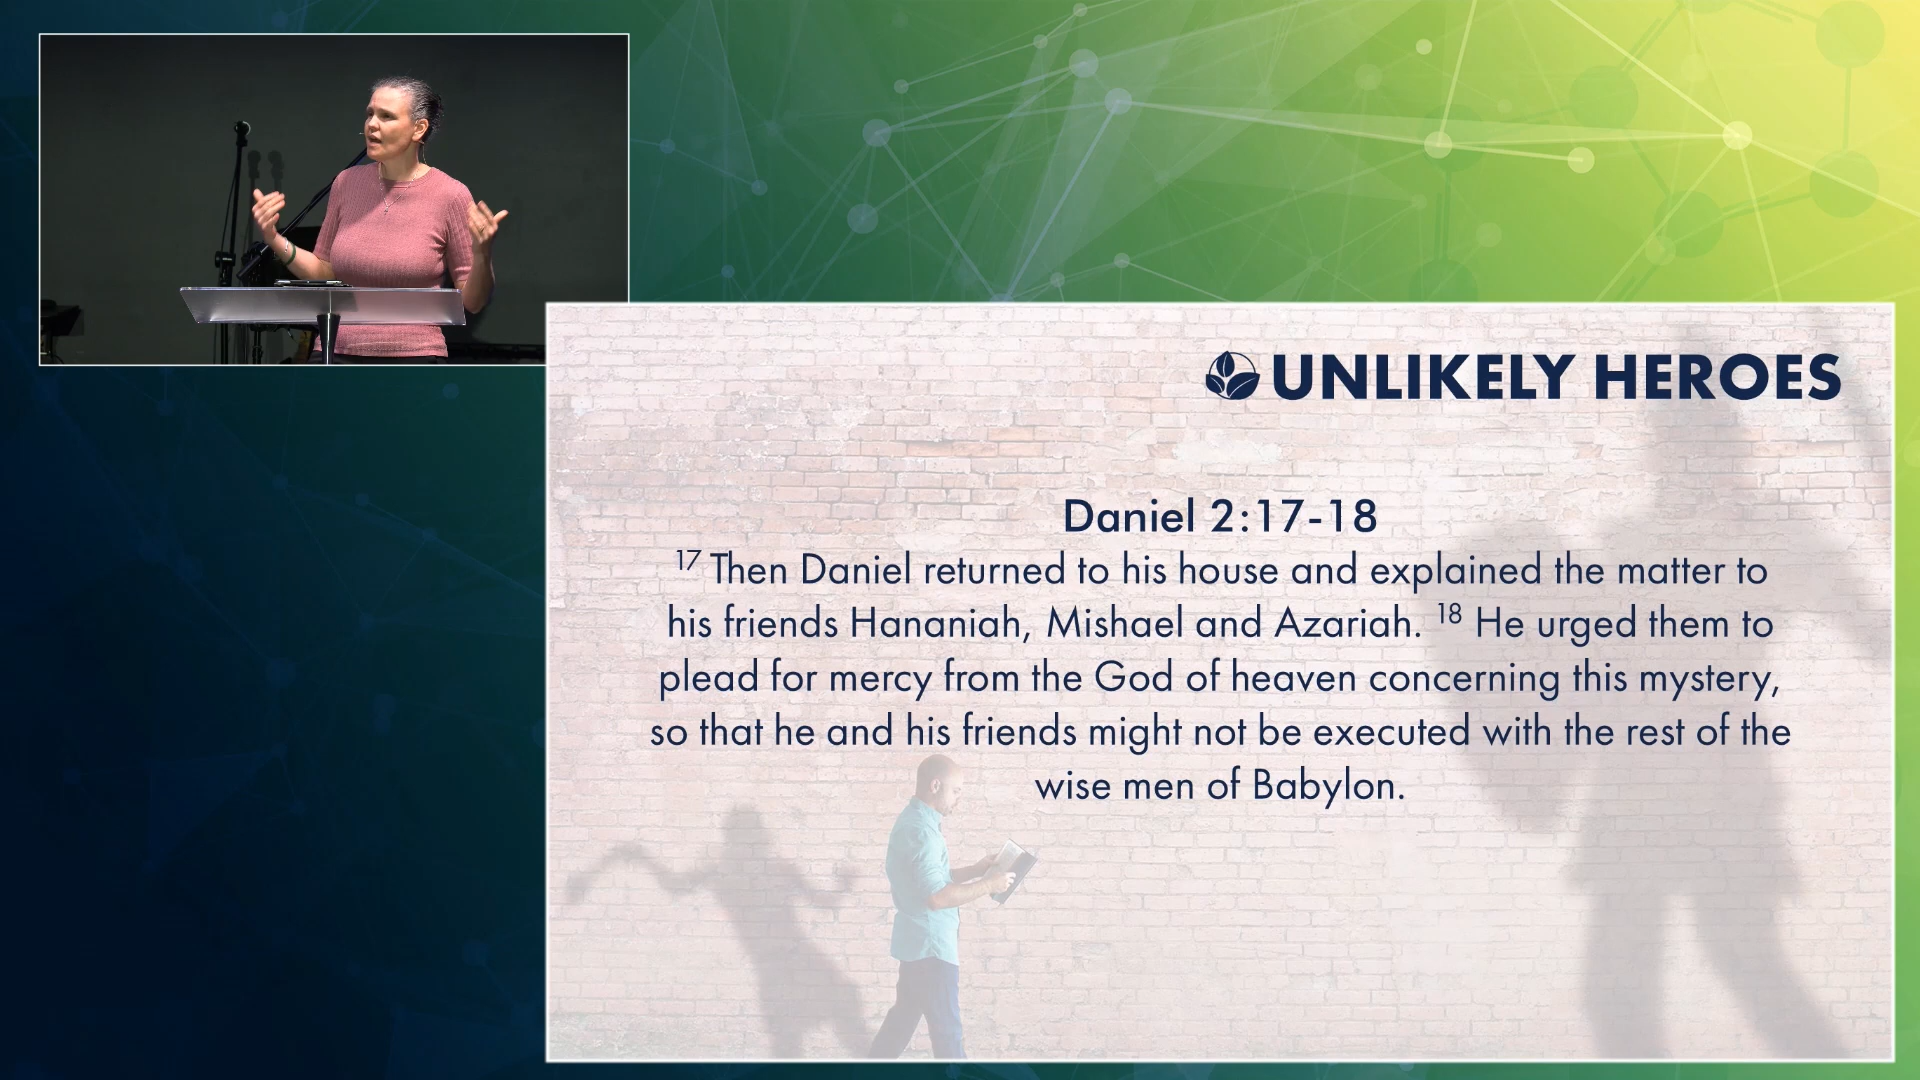 UNLIKELY HEROES
Daniel 2:17-18
17 Then Daniel returned to his house and explained the matter to
his friends Hananiah, Mishael and Azariah. 18 He urged them to
plead for mercy from the God of heaven concerning this mystery,
so that he and his friends might not be executed with the rest of the
wise men of Babylon.